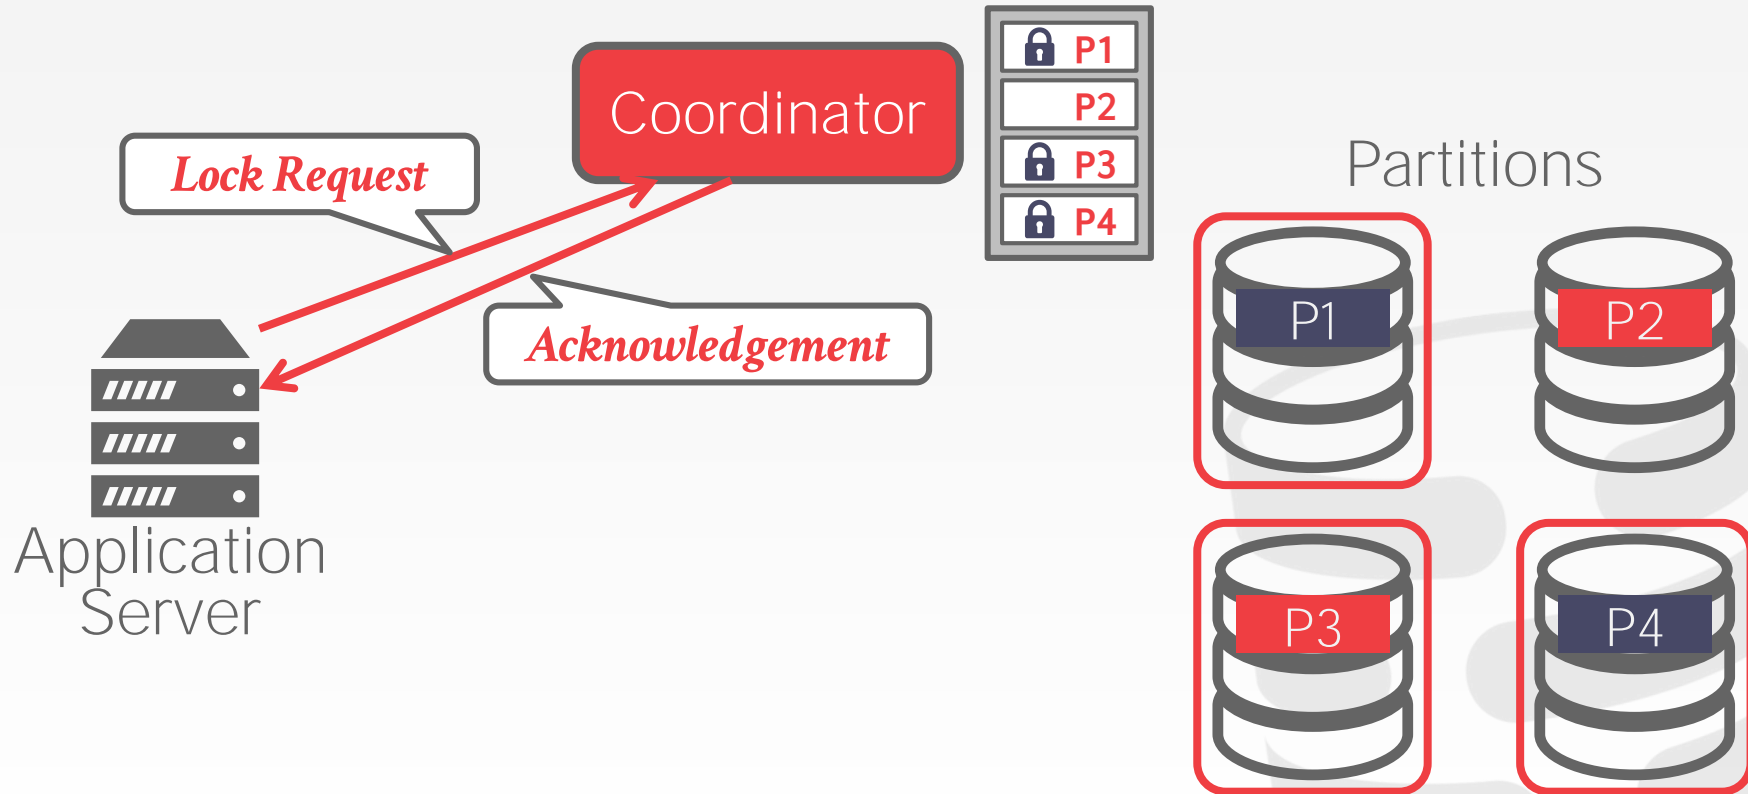 Coordinator
P1
P2
P3
P4
Lock Request
Acknowledgement
Application
Server
Partitions
P1
P2
P3
P4